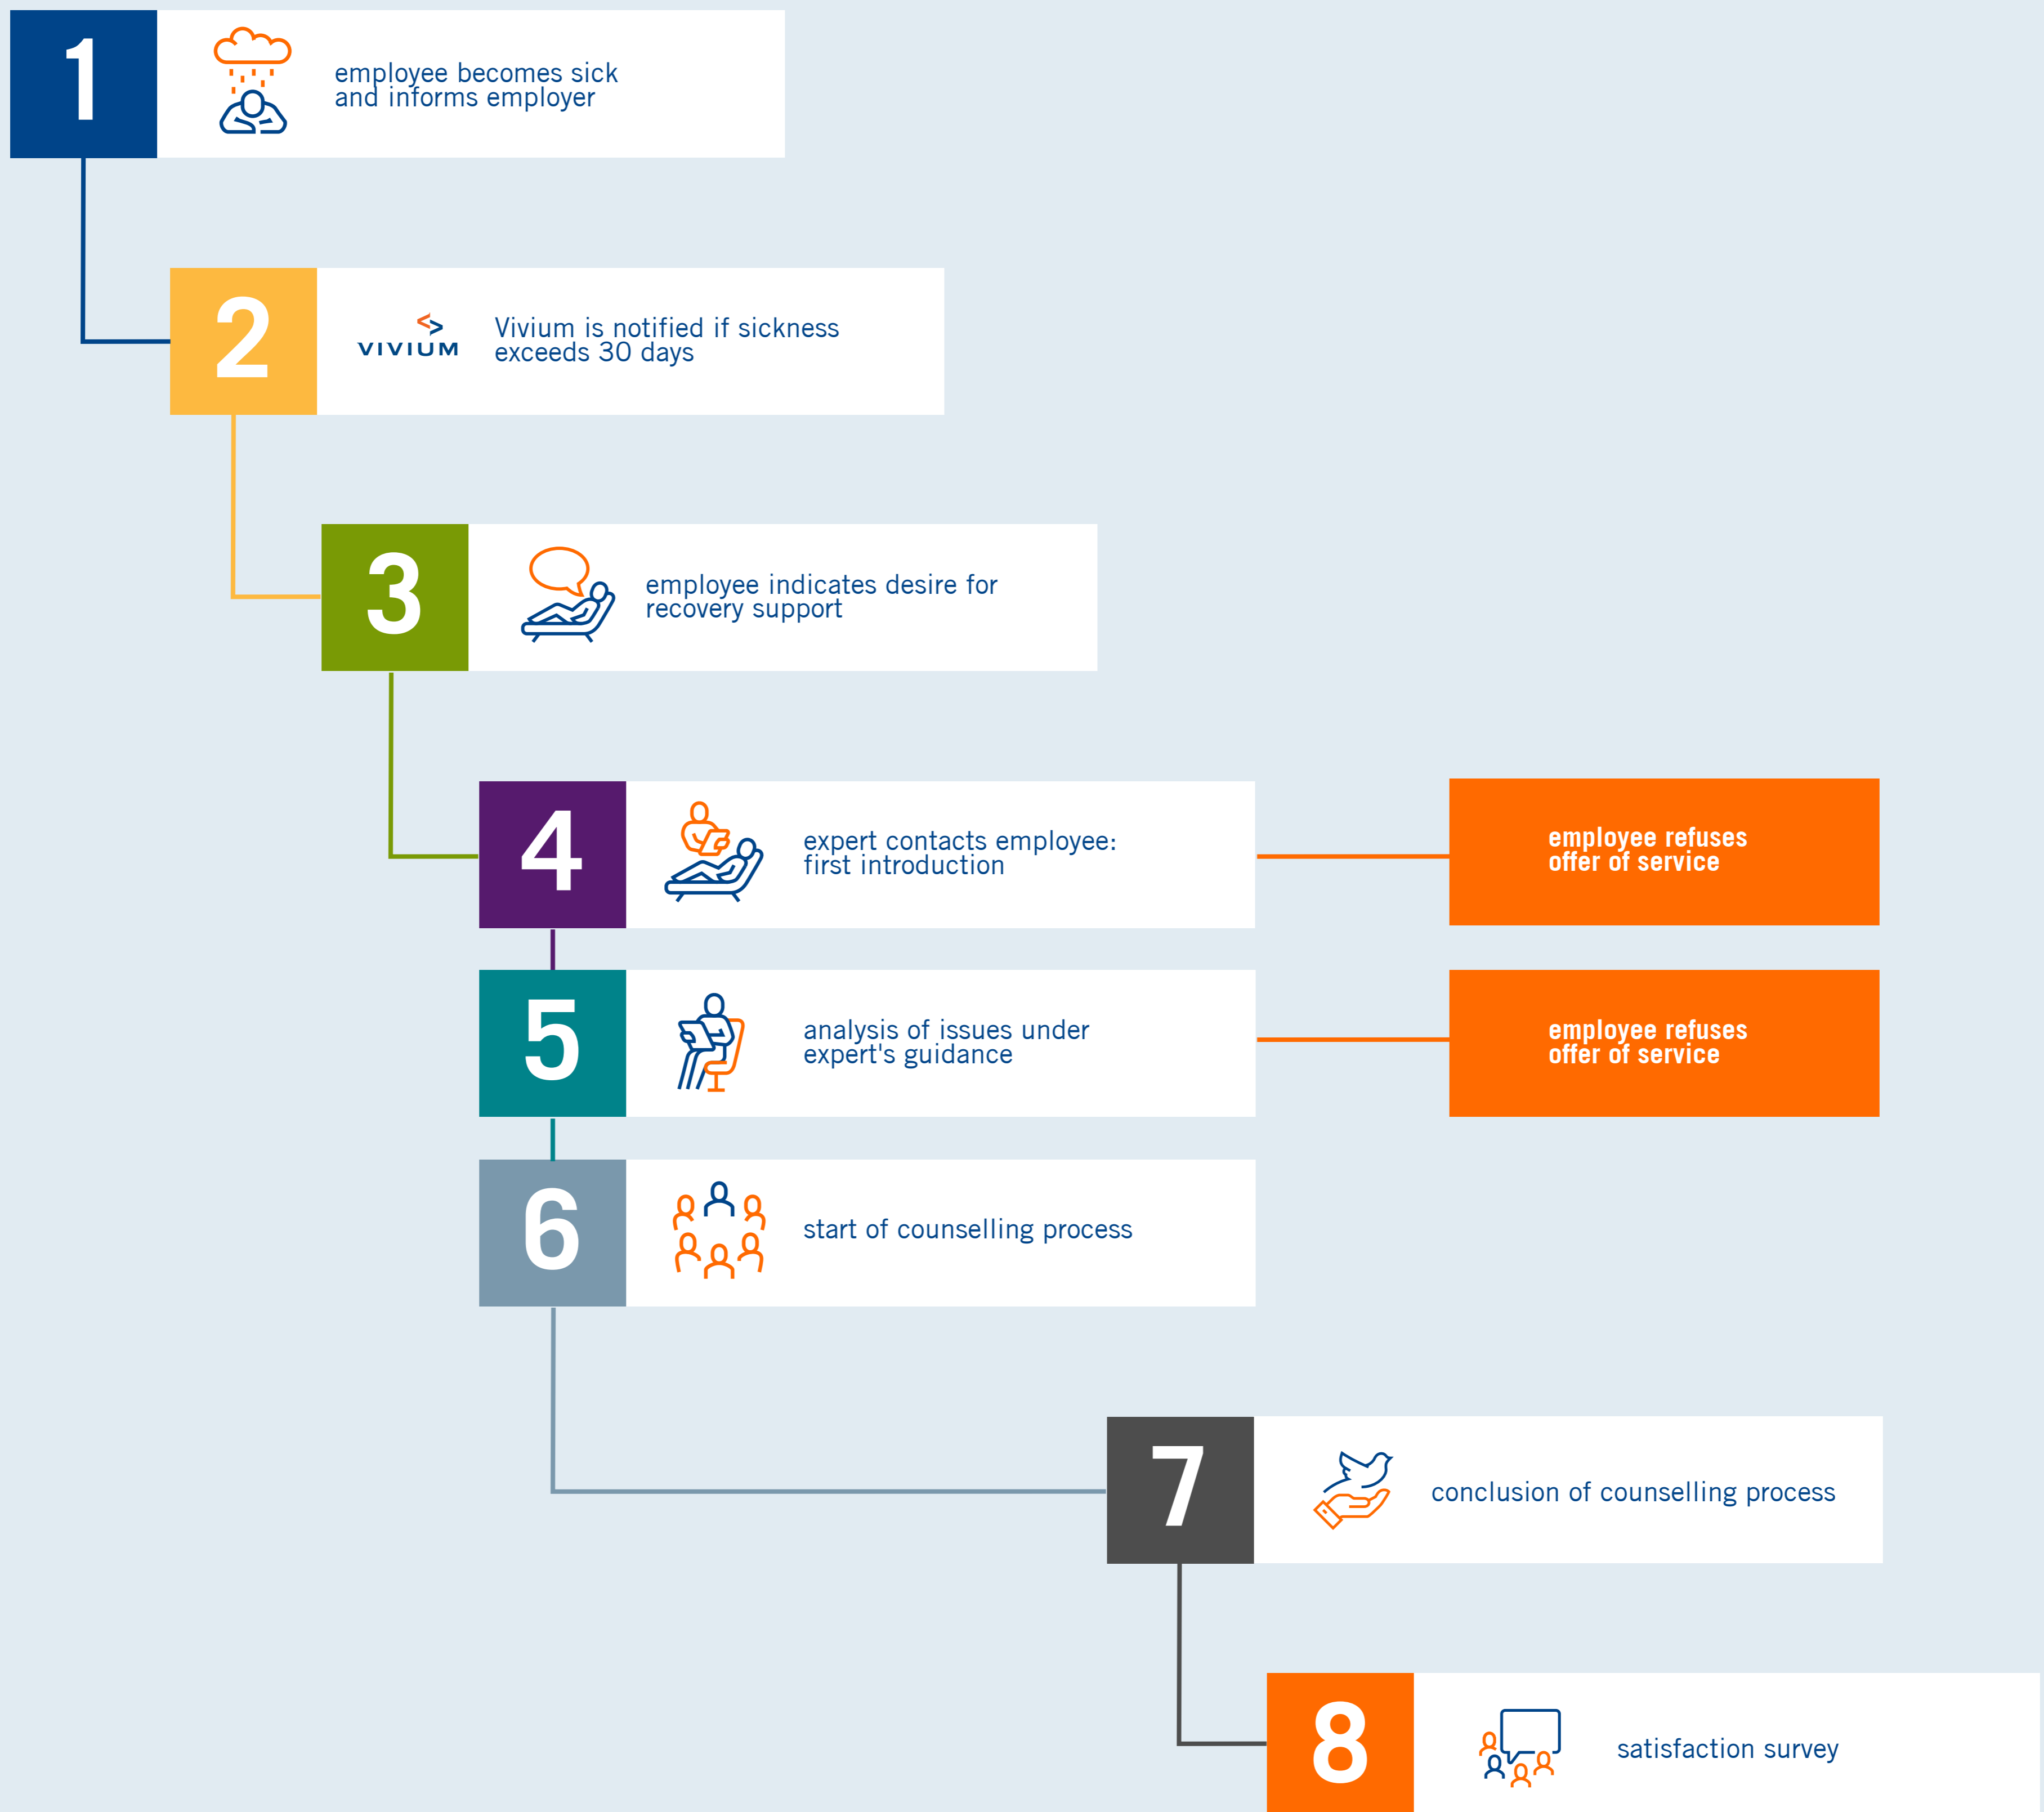 1
employee becomes sick
and informs employer
2
VIVIUM
Vivium is notified if sickness
exceeds 30 days
3
employee indicates desire for
recovery support
4
expert contacts employee:
first introduction
employee refuses
offer of service
5
analysis of issues under
expert's guidance
employee refuses
offer of service
6
start of counselling process
7
conclusion of counselling process
8
satisfaction survey